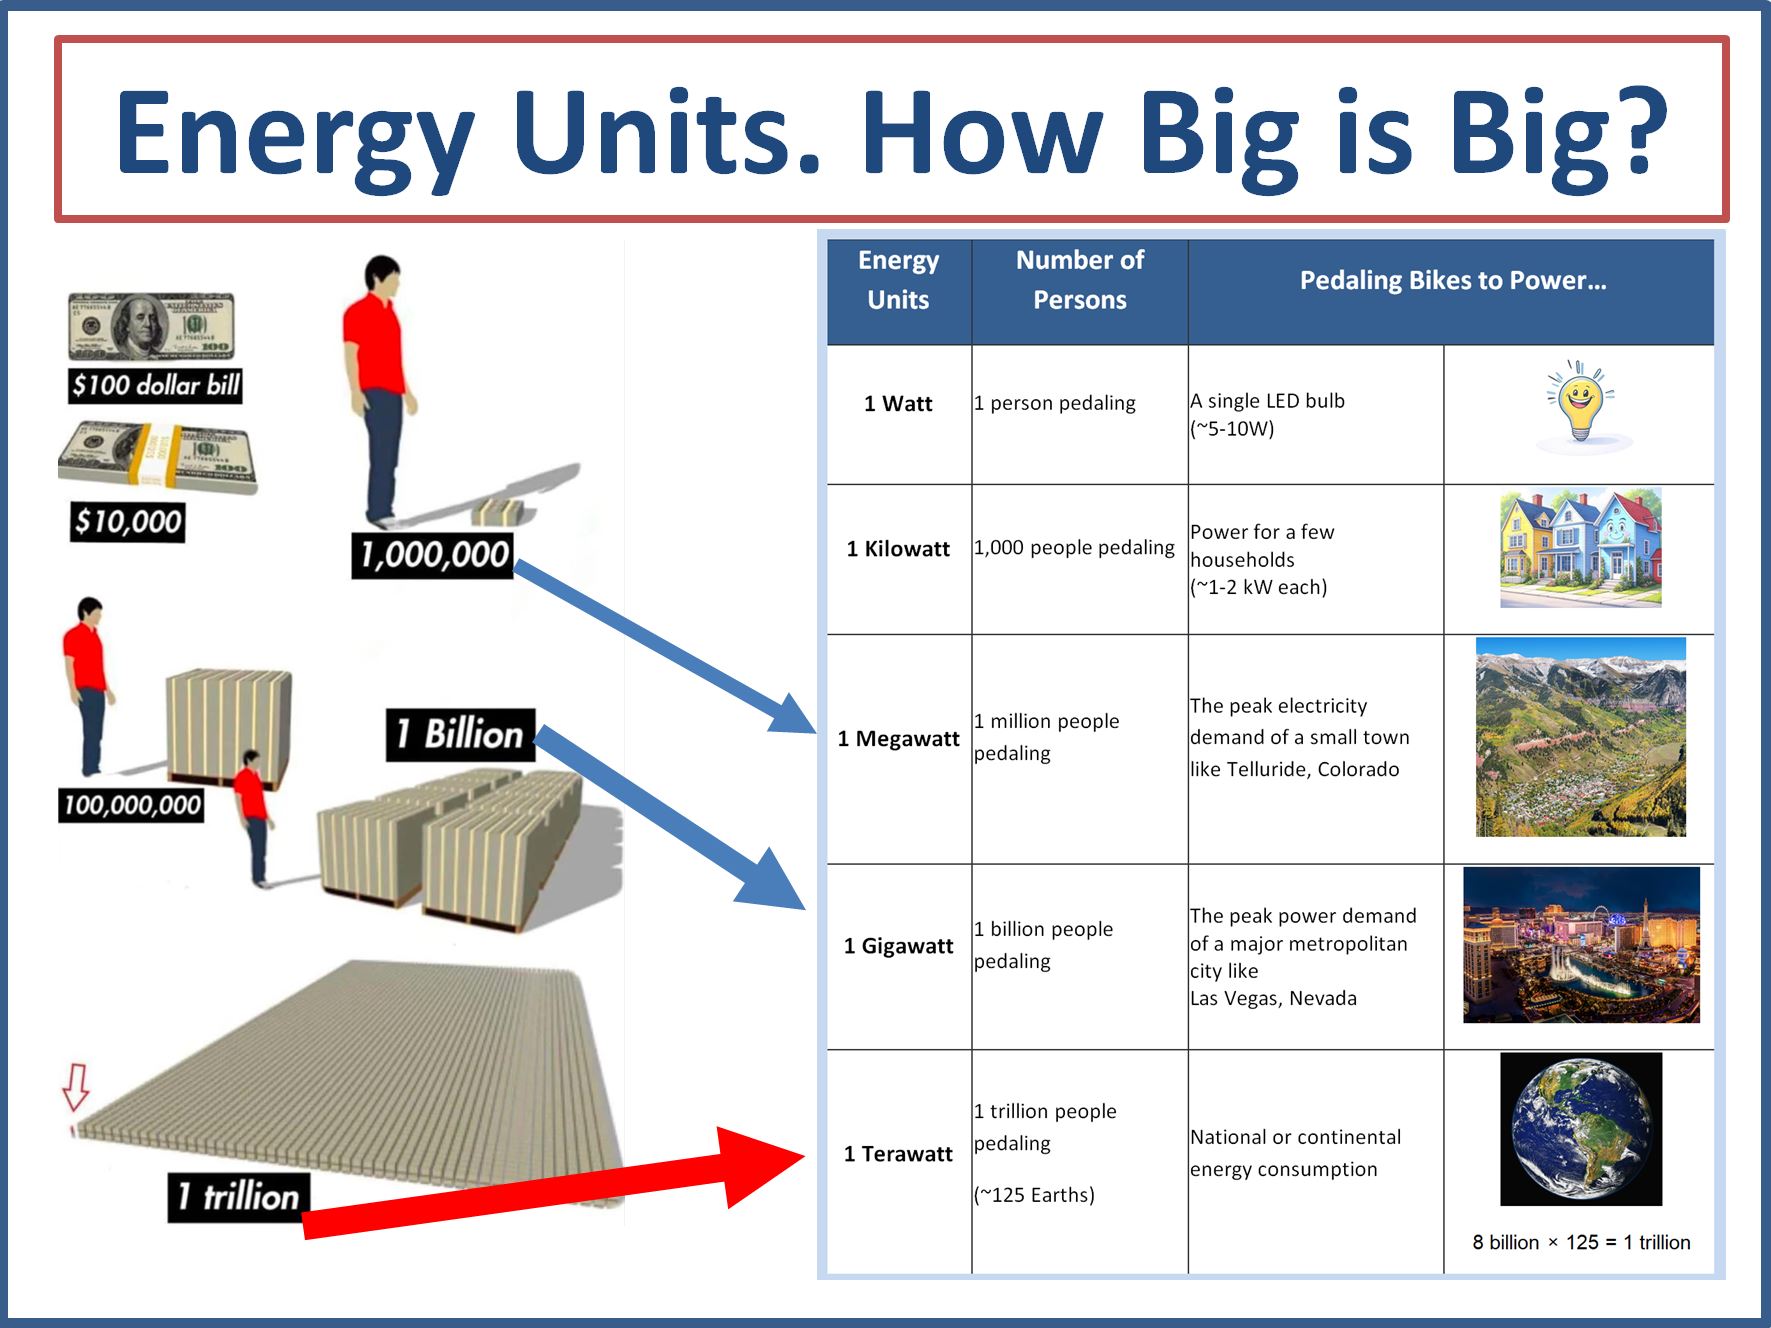 Energy Units. How Big is Big?
$100 dollar bill
$10,000
1,000,000
100,000,000
1 Billion
1 trillion
Energy
Units
Number of
Persons
Pedaling Bikes to Power...
1 Watt
1 person pedaling
A single LED bulb
(~5-10W)
1 Kilowatt
1,000 people pedaling
Power for a few
households
(~1-2 kW each)
1 Megawatt
1 million people
pedaling
The peak electricity
demand of a small town
like Telluride, Colorado
1 Gigawatt
1 billion people
pedaling
The peak power demand
of a major metropolitan
city like
Las Vegas, Nevada
1 Terawatt
1 trillion people
pedaling
(~125 Earths)
National or continental
energy consumption
8 billion × 125 = 1 trillion